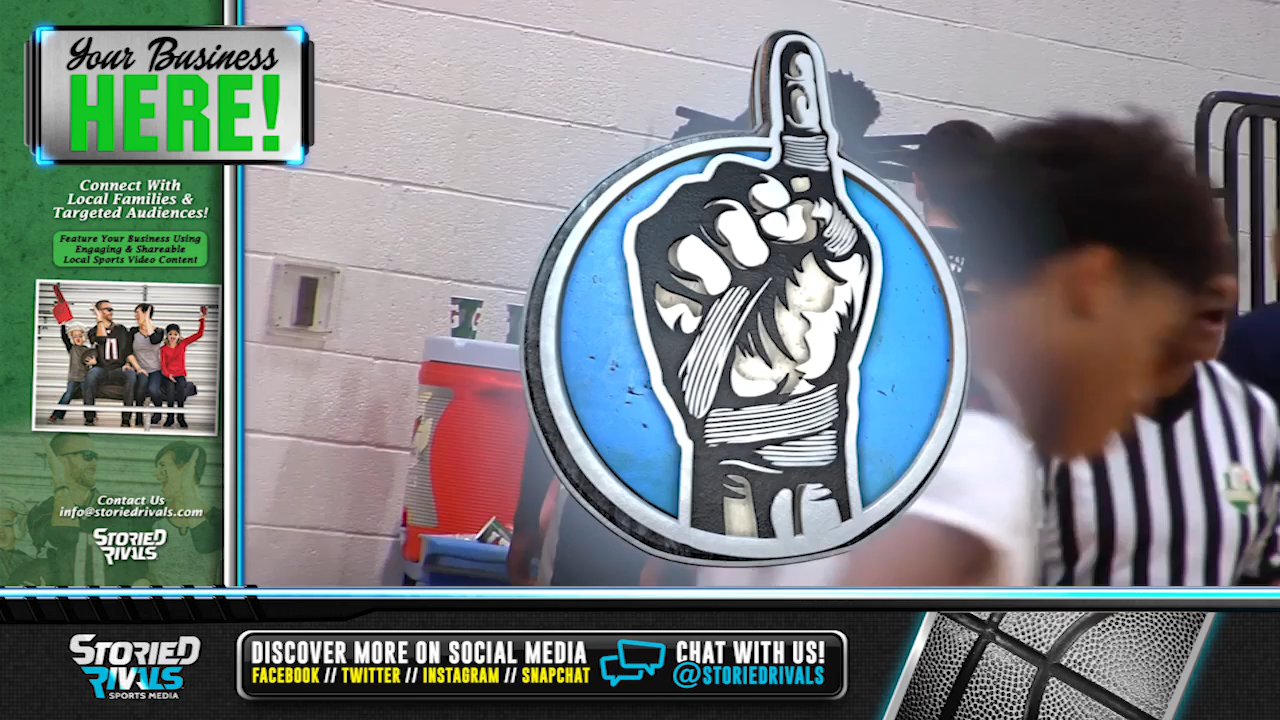 Your Business
HERE!
Connect With
Local Families &
Targeted Audiences!
Feature Your Business Using
Engaging & Shareable
Local Sports Video Content
Contact Us
info@storiedrivals.com
STORIED
RIVALS
STORIED
RIVALS
SPORTS MEDIA
DISCOVER MORE ON SOCIAL MEDIA
FACEBOOK // TWITTER // INSTAGRAM // SNAPCHAT
CHAT WITH US!
@STORIEDRIVALS